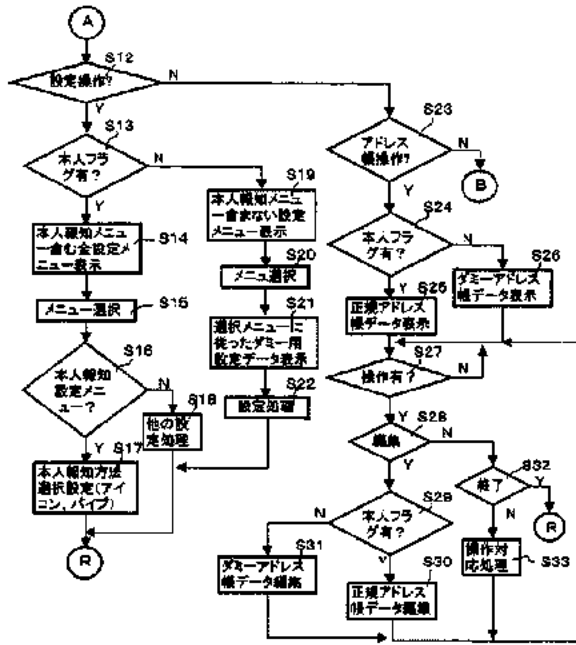 A
S12
設定操作?
N
Y
S13
本人フラ
グ有?
N
Y
S14
本人報知メニュ
ー含む全設定メ
ニュー表示
S15
メニュー選択
S16
本人報知
設定メニ
ュー?
N
Y
S17
本人報知方法
選択設定(アイ
コン、バイブ)
S18
他の設
定処理
R
S19
本人報知メニュ
ー含まない設定
メニュー表示
S20
メニュ選択
S21
選択メニューに
従ったダミー用
設定データ表示
S22
設定処理
S23
アドレス
帳操作?
N
B
Y
S24
本人フラ
グ有?
N
Y
S25
正規アドレス
帳データ表示
S26
ダミーアドレス
帳データ表示
S27
操作有?
N
Y
S28
編集
N
Y
S29
本人フラ
グ有?
N
Y
S30
正規アドレス
帳データ編集
S31
ダミーアドレス
帳データ編集
S32
終了
Y
R
N
操作対
応処理
S33